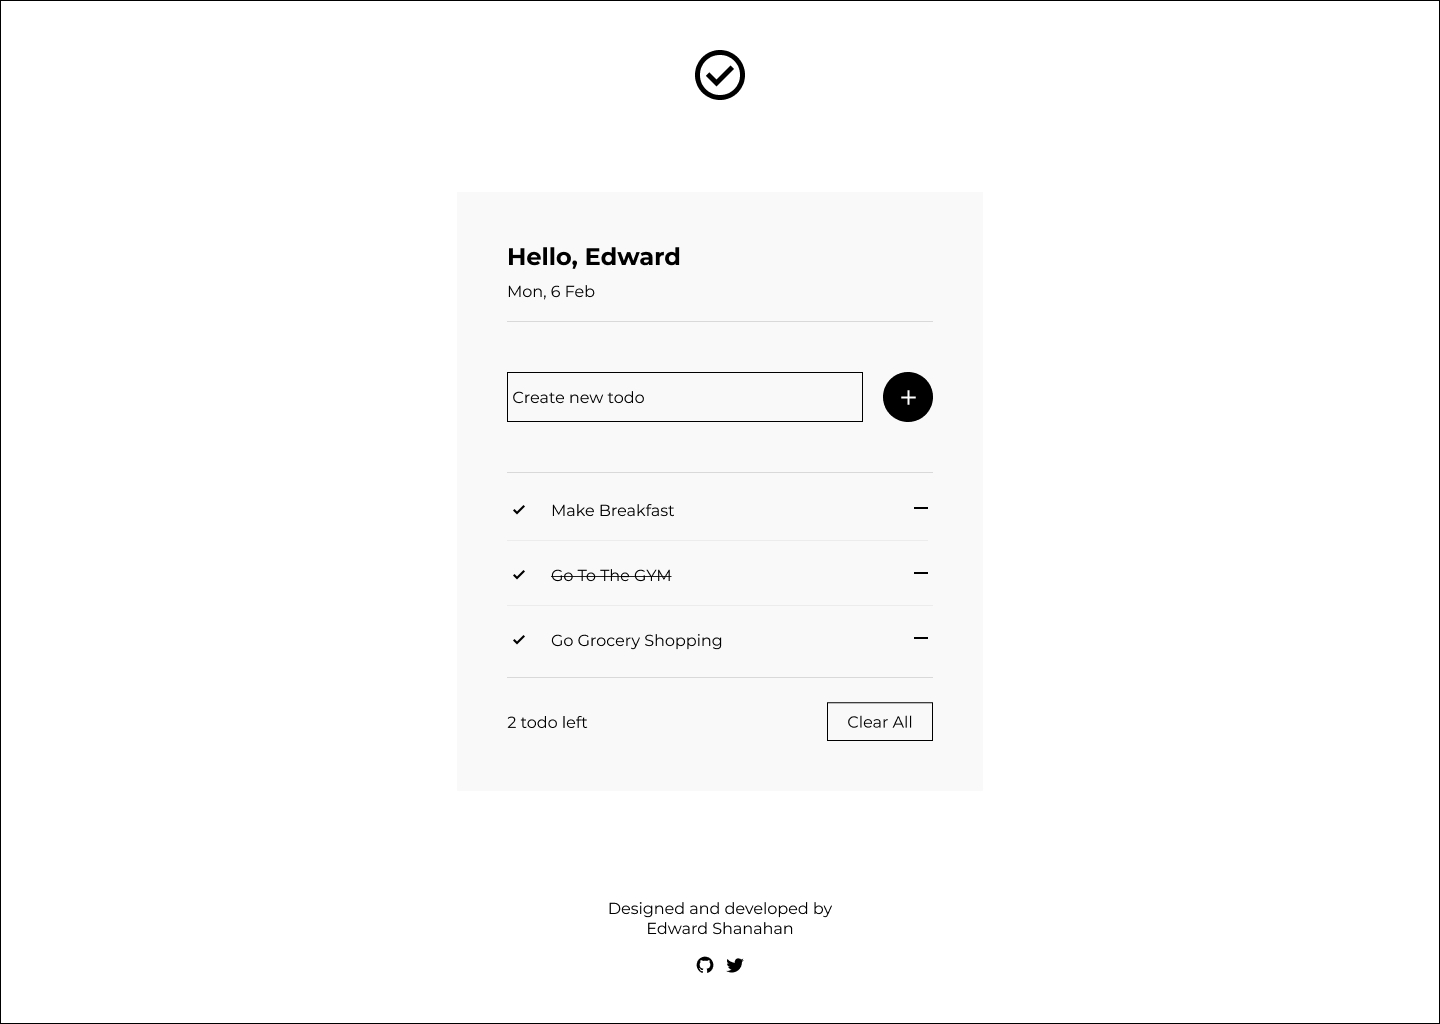 Hello, Edward
Mon, 6 Feb
Create new todo
Make Breakfast
Go To The GYM
Go Grocery Shopping
2 todo left
Clear All
Designed and developed by
Edward Shanahan